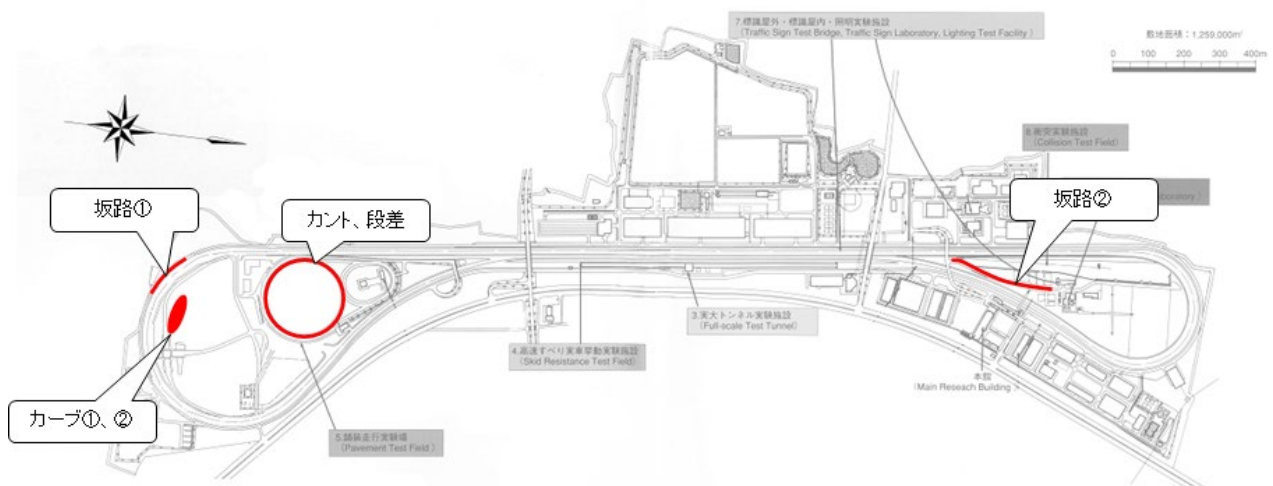 7.標識屋外・標識屋内・照明実験施設
(Traffic Sign Test Bridge, Traffic Sign Laboratory, Lighting Test Facility )
敷地面積：1,259,000㎡
0 100 200 300 400m
8.衝突実験施設
(Collision Test Field)
坂路①
カント、段差
坂路②
aboratory )
3.実大トンネル実験施設
(Full-scale Test Tunnel)
4.高速すべり実車挙動実験施設
(Skid Resistance Test Field)
本館
(Main Reseach Building )
カーブ①、②
5.舗装走行実験場
(Pavement Test Field )